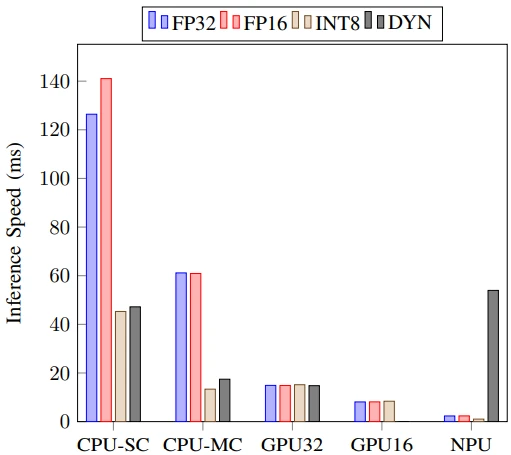 FP32 FP16 INT8 DYN
140
120
100
80
60
40
20
0
Inference Speed (ms)
CPU-SC CPU-MC GPU32 GPU16 NPU